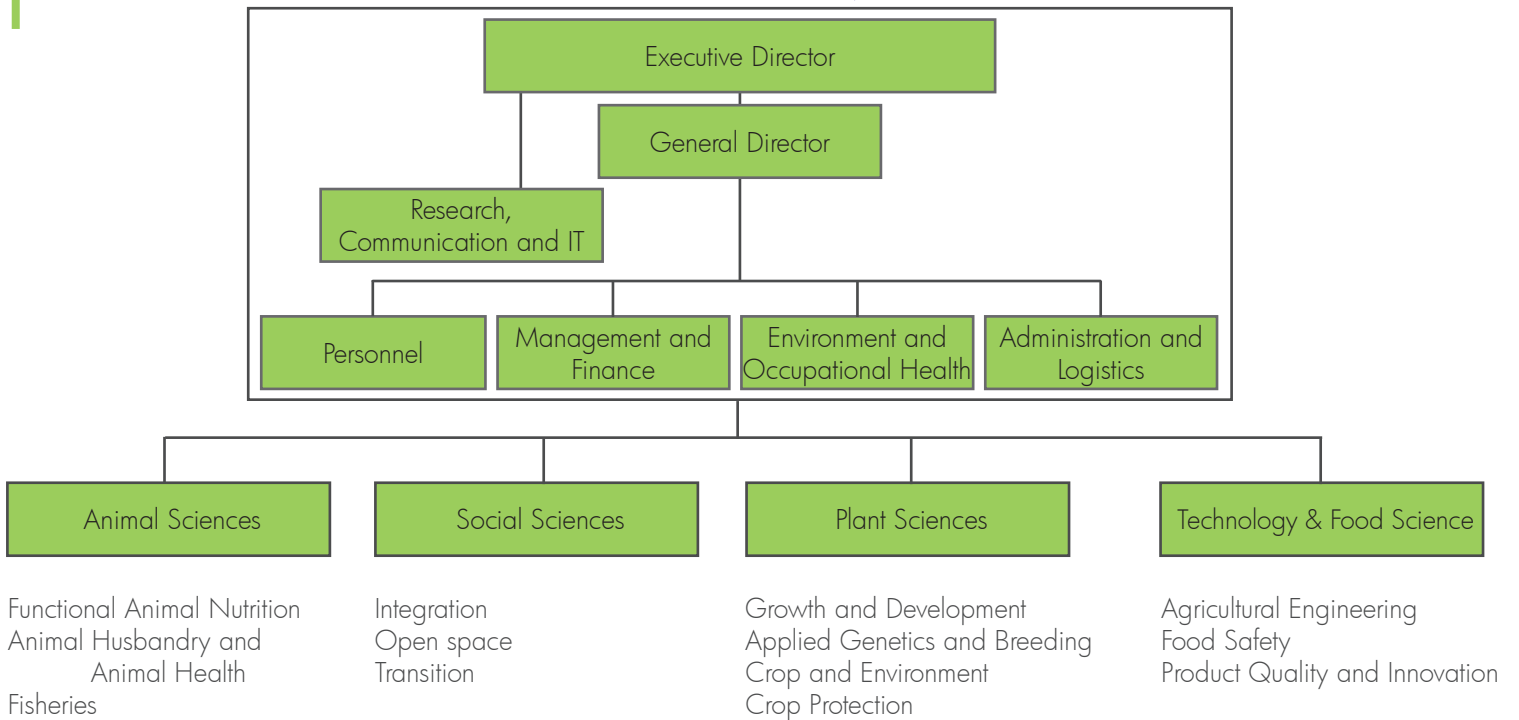 Executive Director
General Director
Research,
Communication and IT
Personnel
Management and
Finance
Environment and
Occupational Health
Administration and
Logistics
Animal Sciences
Social Sciences
Plant Sciences
Technology & Food Science
Functional Animal Nutrition
Animal Husbandry and
Animal Health
Fisheries
Integration
Open space
Transition
Growth and Development
Applied Genetics and Breeding
Crop and Environment
Crop Protection
Agricultural Engineering
Food Safety
Product Quality and Innovation